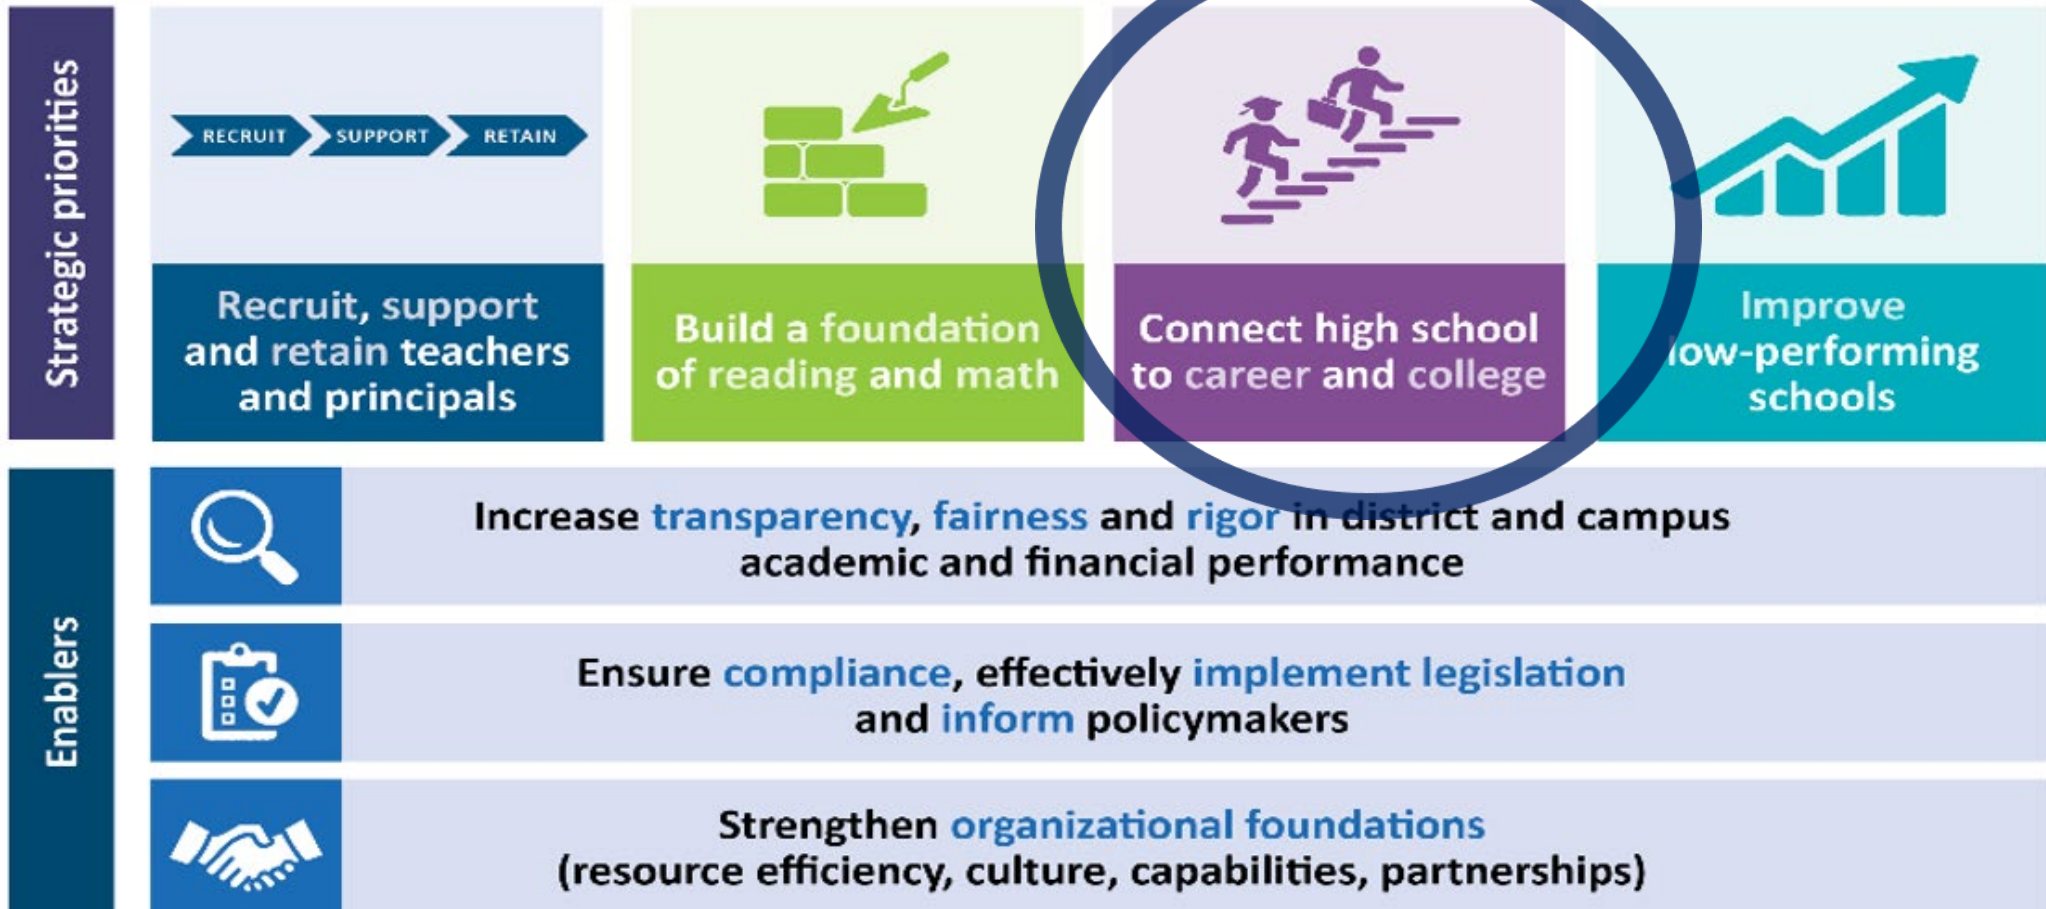 Strategic priorities
RECRUIT
SUPPORT
RETAIN
Recruit, support
and retain teachers
and principals
Build a foundation
of reading and math
Connect high school
to career and college
Improve
low-performing
schools
Enablers
Increase transparency, fairness and rigor in district and campus
academic and financial performance
Ensure compliance, effectively implement legislation
and inform policymakers
Strengthen organizational foundations
(resource efficiency, culture, capabilities, partnerships)